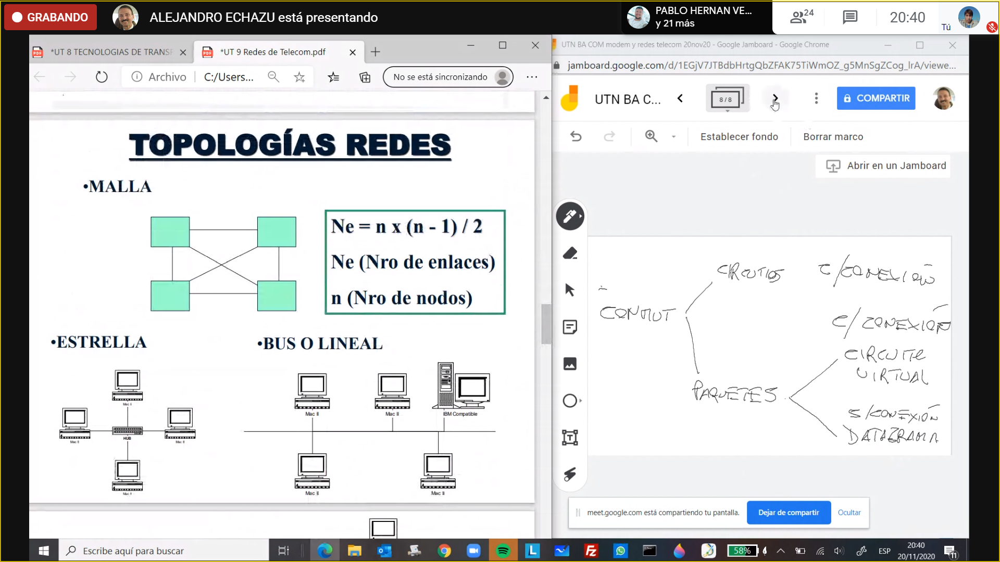 GRABANDO
ALEJANDRO ECHAZU está presentando
PABLO HERNAN VE...
y 21 más
24
20:40
Tú
*UT 8 TECNOLOGIAS DE TRANSF
*UT 9 Redes de Telecom.pdf
Archivo
C:/Users...
No se está sincronizando
TOPOLOGÍAS REDES
•MALLA
Ne = n x (n - 1) / 2
Ne (Nro de enlaces)
n (Nro de nodos)
•ESTRELLA
•BUS O LINEAL
Mac II
Mac II
HUB
Mac II
Mac II
Mac II
Mac II
IBM Compatible
Mac II
Mac II
UTN BA COM modem y redes telecom 20nov20 - Google Jamboard - Google Chrome
jamboard.google.com/d/1EGjV7JTBdbHrtgQbZFAK75TiWmOZ_g5MnSgZCog_lrA/viewe...
UTN BA C...
8 / 8
COMPARTIR
Establecer fondo
Borrar marco
Abrir en un Jamboard
CIRCUITOS
C/CONEXIÓN
CONMUT
C/CONEXIÓN
CIRCUITO
VIRTUAL
PAQUETES
S/CONEXIÓN
DATAGRAMA
meet.google.com está compartiendo tu pantalla.
Dejar de compartir
Ocultar
Escribe aquí para buscar
58%
ESP
20:40
20/11/2020
11